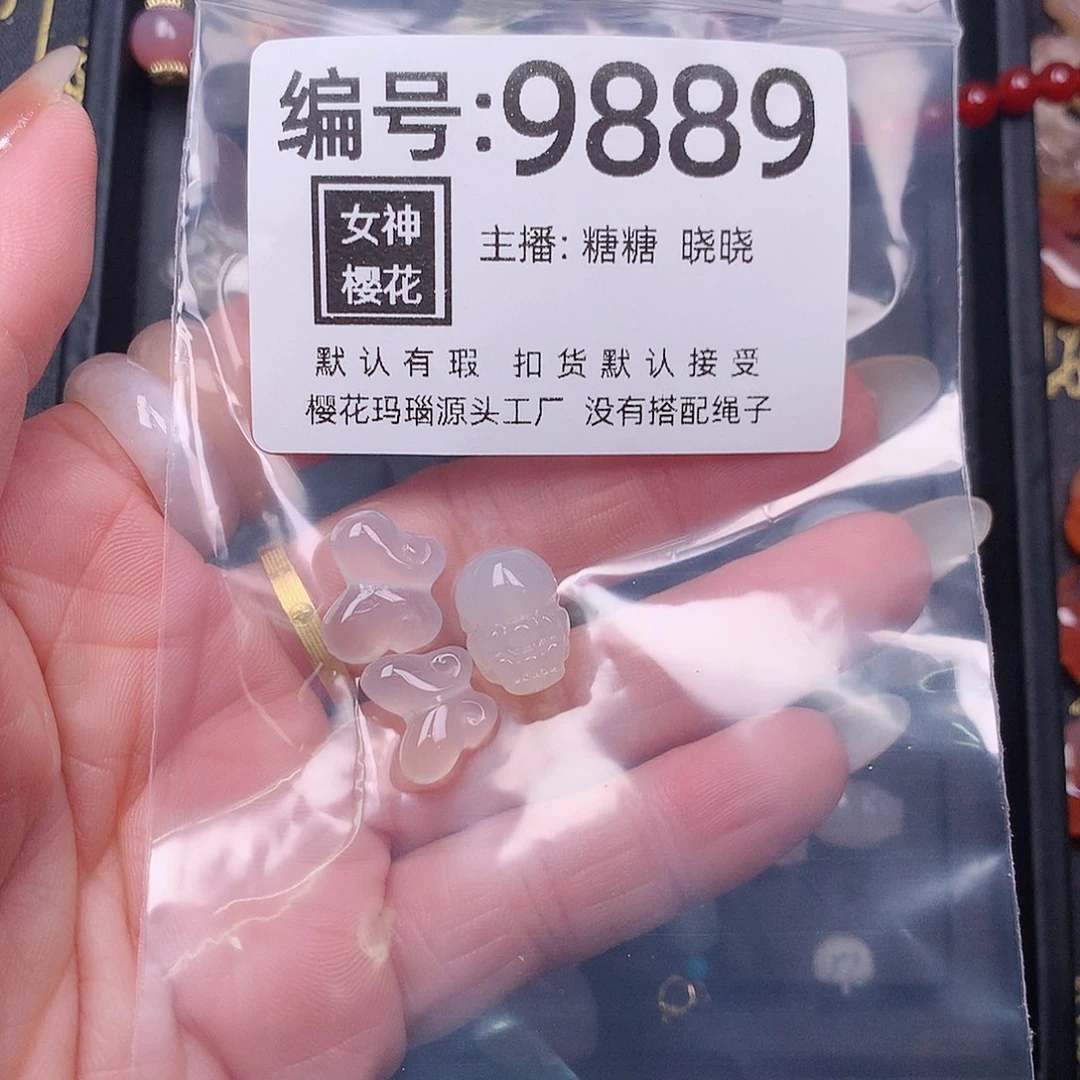 编号:9889
女神
樱花
主播: 糖糖 晓晓
默认有瑕 扣货默认接受
樱花玛瑙源头工厂 没有搭配绳子